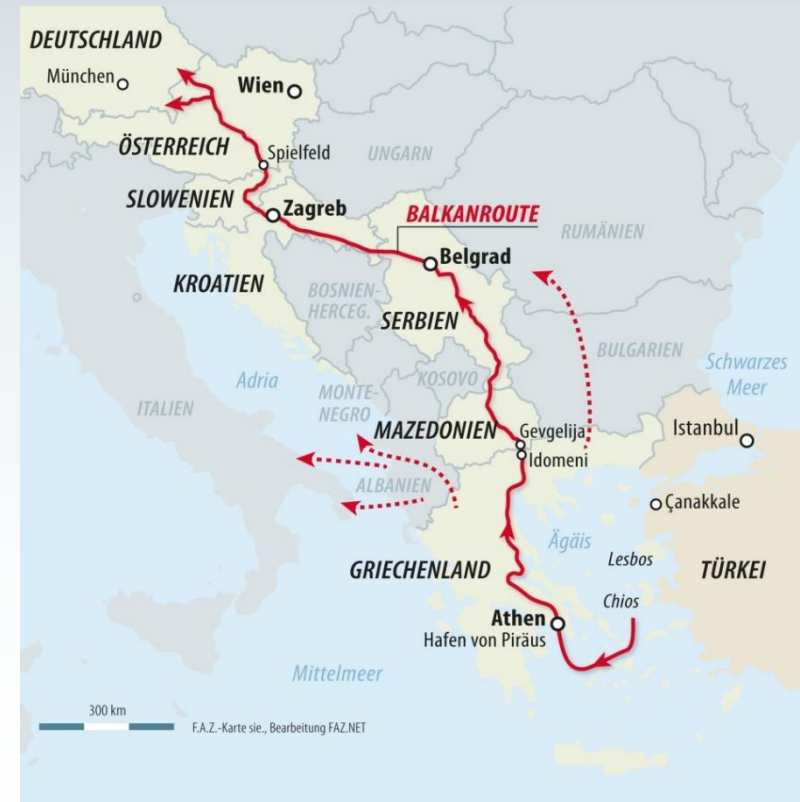 DEUTSCHLAND
München
Wien
ÖSTERREICH
Spielfeld
UNGARN
SLOWENIEN
Zagreb
BALKANROUTE
RUMÄNIEN
Belgrad
KROATIEN
BOSNIEN-
HERCEG.
SERBIEN
BULGARIEN
Schwarzes
Meer
Adria
KOSOVO
ITALIEN
MONTE-
NEGRO
MAZEDONIEN
Gevgelija
Istanbul
Idomeni
ALBANIEN
Çanakkale
Ägäis
Lesbos
GRIECHENLAND
TÜRKEI
Chios
Athen
Hafen von Piräus
Mittelmeer
300 km
F.A.Z.-Karte sie., Bearbeitung FAZ.NET